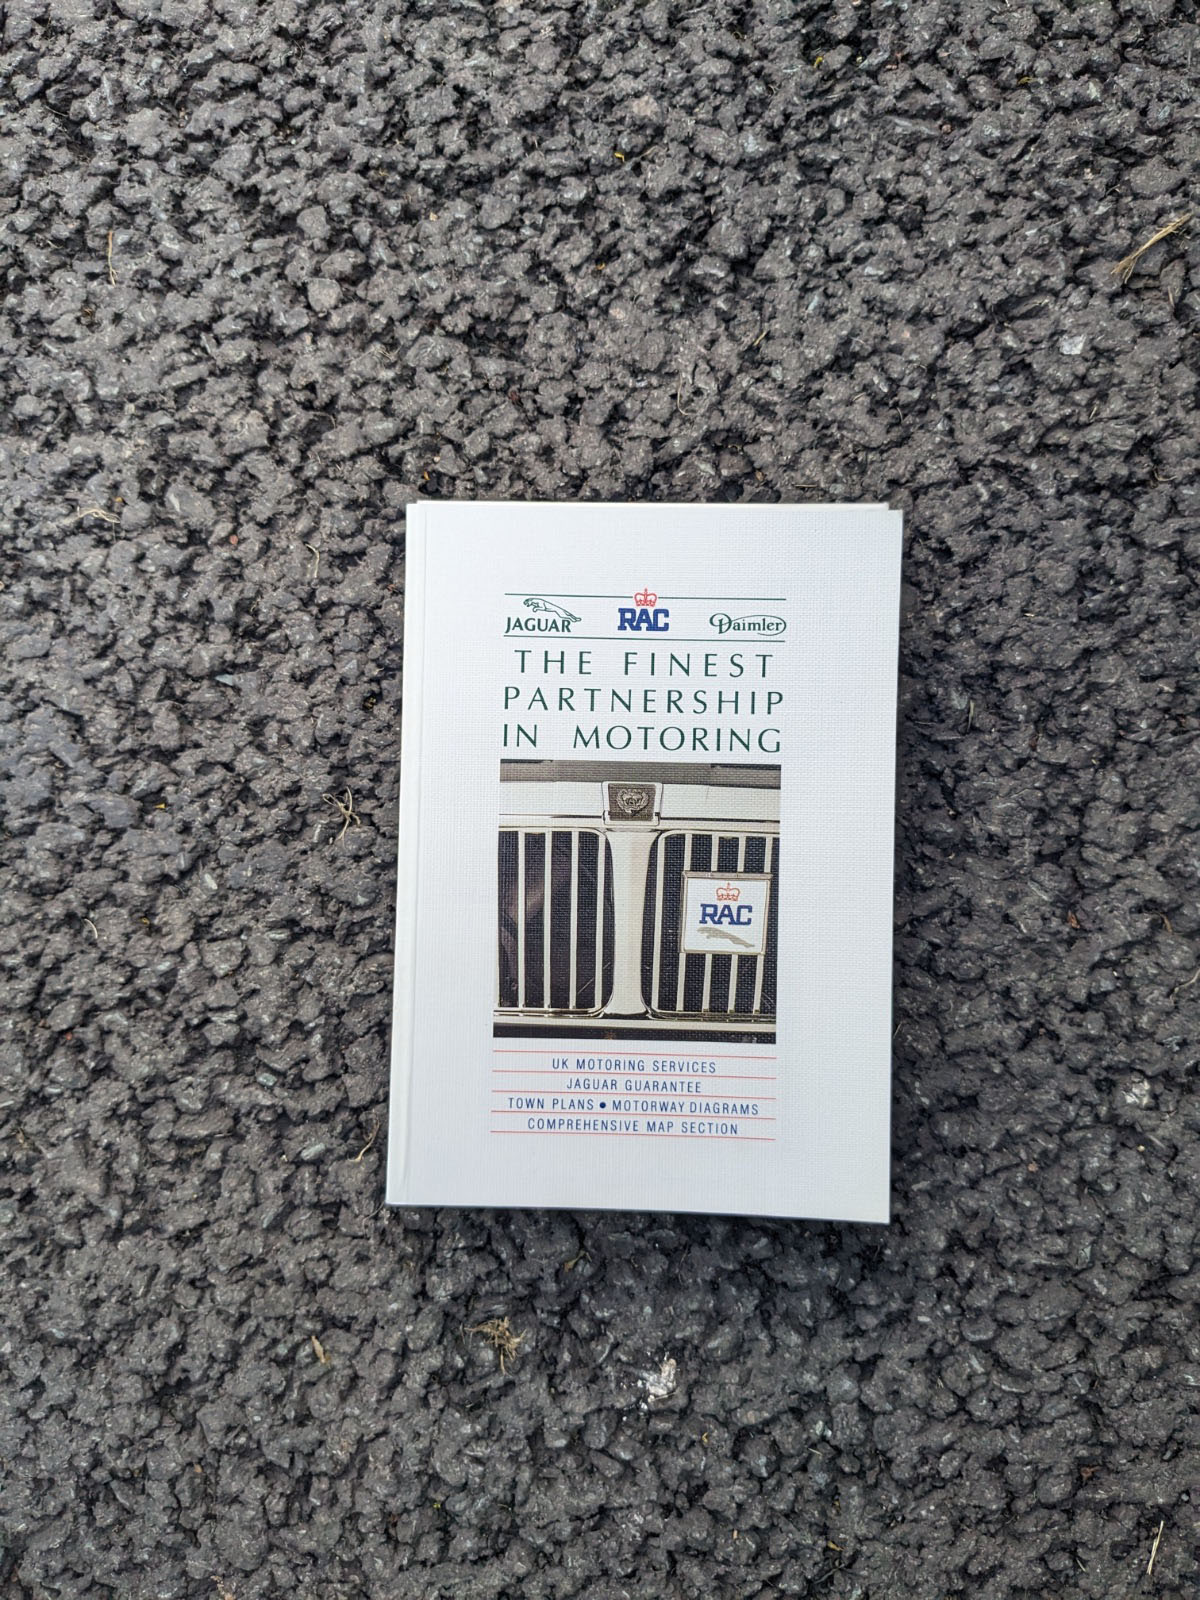 JAGUAR RAC Daimler
THE FINEST
PARTNERSHIP
IN MOTORING
RAC
UK MOTORING SERVICES
JAGUAR GUARANTEE
TOWN PLANS • MOTORWAY DIAGRAMS
COMPREHENSIVE MAP SECTION